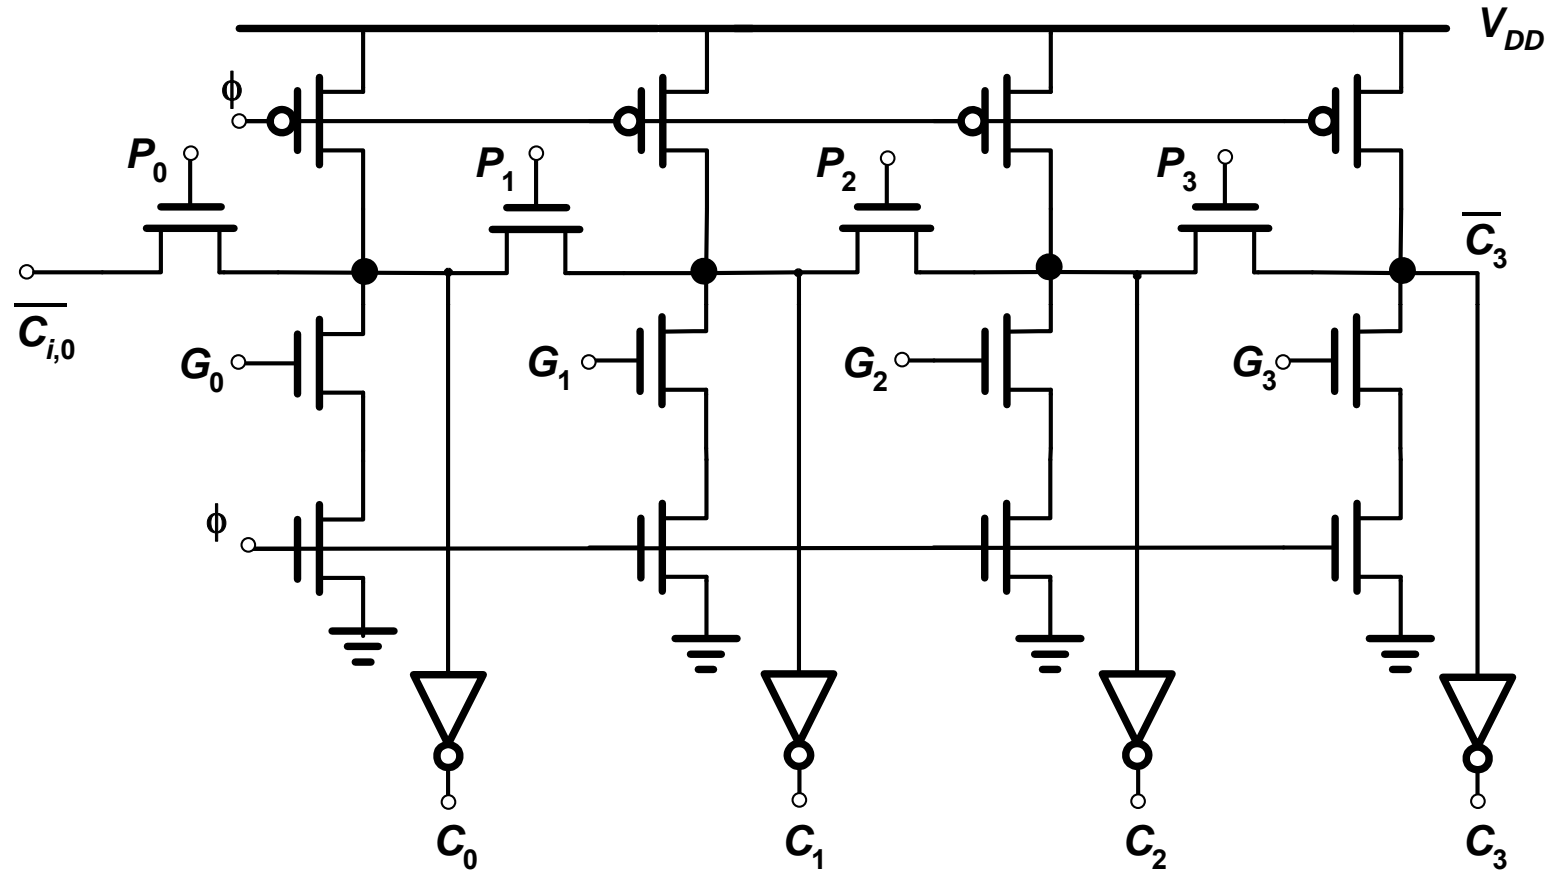 V_DD
ϕ
P_0
P_1
P_2
P_3
C̅_3
C̅_i,0
G_0
G_1
G_2
G_3
ϕ
C_0
C_1
C_2
C_3